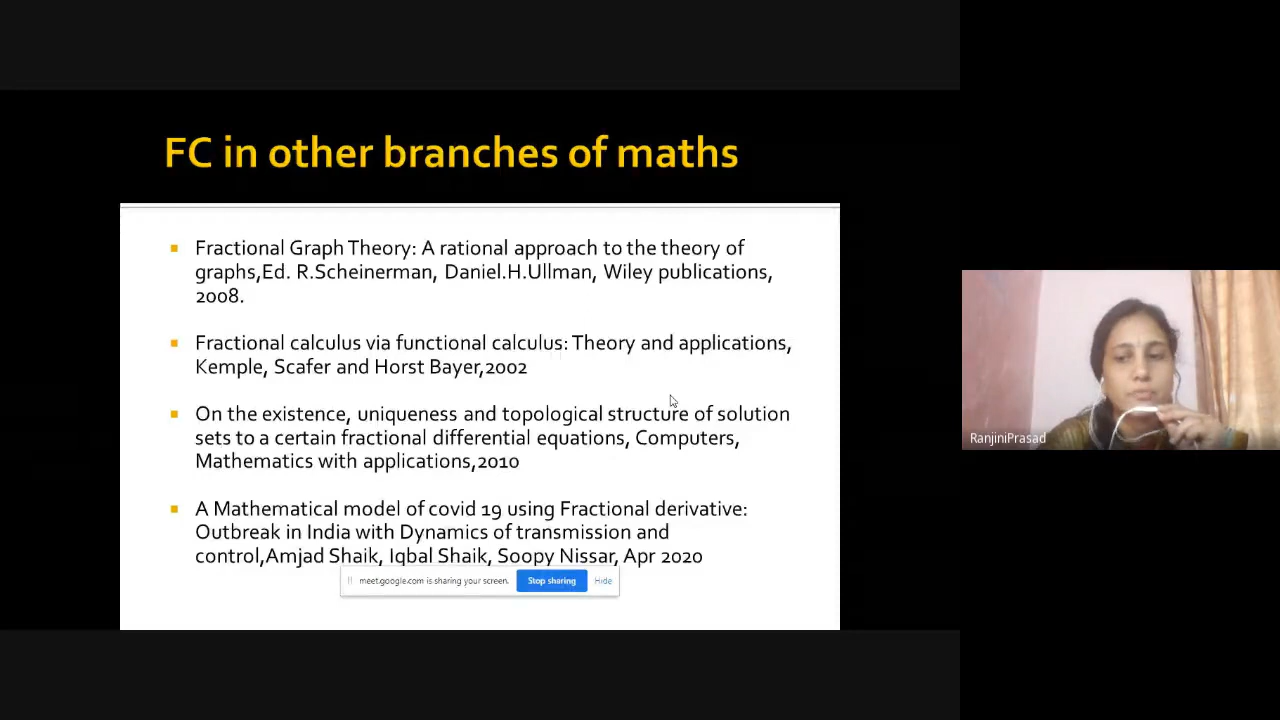 FC in other branches of maths
Fractional Graph Theory: A rational approach to the theory of
graphs,Ed. R.Scheinerman, Daniel.H.Ullman, Wiley publications,
2008.
Fractional calculus via functional calculus: Theory and applications,
Kemple, Scafer and Horst Bayer,2002
On the existence, uniqueness and topological structure of solution
sets to a certain fractional differential equations, Computers,
Mathematics with applications,2010
A Mathematical model of covid 19 using Fractional derivative:
Outbreak in India with Dynamics of transmission and
control,Amjad Shaik, Iqbal Shaik, Soopy Nissar, Apr 2020
meet.google.com is sharing your screen. Stop sharing Hide
RanjiniPrasad